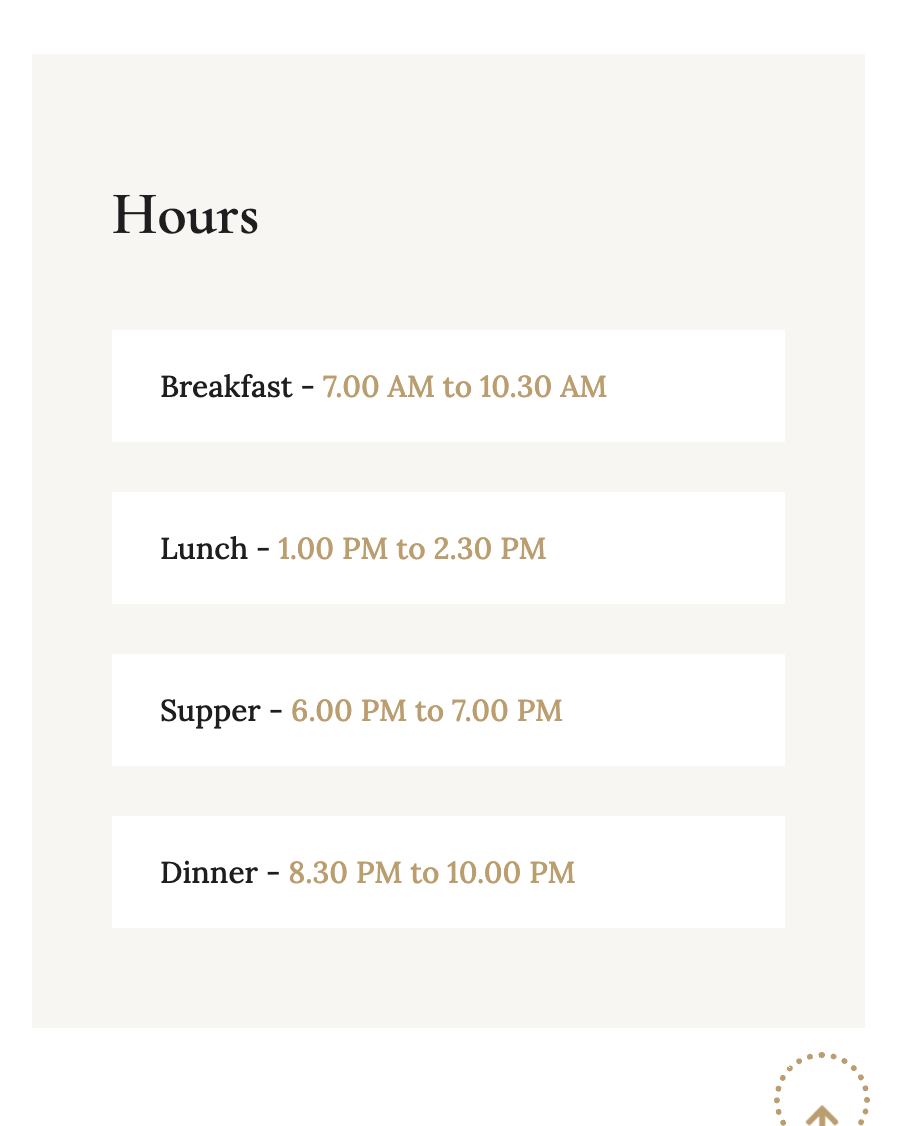 Hours
Breakfast - 7.00 AM to 10.30 AM
Lunch - 1.00 PM to 2.30 PM
Supper - 6.00 PM to 7.00 PM
Dinner - 8.30 PM to 10.00 PM